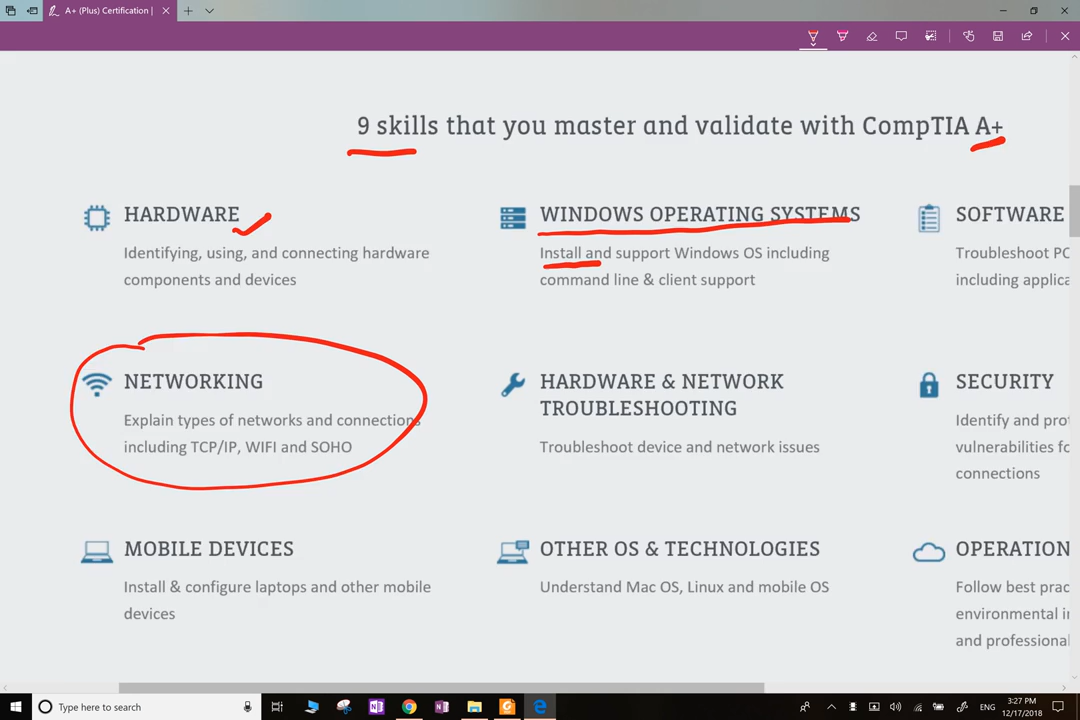 A+ (Plus) Certification |
9 skills that you master and validate with CompTIA A+
HARDWARE
Identifying, using, and connecting hardware
components and devices
WINDOWS OPERATING SYSTEMS
Install and support Windows OS including
command line & client support
SOFTWARE
Troubleshoot PC
including applica
NETWORKING
Explain types of networks and connections
including TCP/IP, WIFI and SOHO
HARDWARE & NETWORK
TROUBLESHOOTING
Troubleshoot device and network issues
SECURITY
Identify and prot
vulnerabilities fo
connections
MOBILE DEVICES
Install & configure laptops and other mobile
devices
OTHER OS & TECHNOLOGIES
Understand Mac OS, Linux and mobile OS
OPERATION
Follow best prac
environmental i
and professional
Type here to search
ENG
3:27 PM
12/17/2018